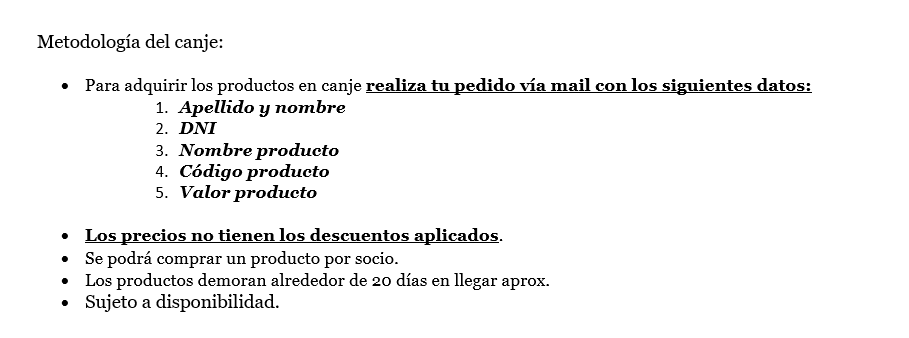 Metodología del canje:
• Para adquirir los productos en canje realiza tu pedido vía mail con los siguientes datos:
1. Apellido y nombre
2. DNI
3. Nombre producto
4. Código producto
5. Valor producto
• Los precios no tienen los descuentos aplicados.
• Se podrá comprar un producto por socio.
• Los productos demoran alrededor de 20 días en llegar aprox.
• Sujeto a disponibilidad.